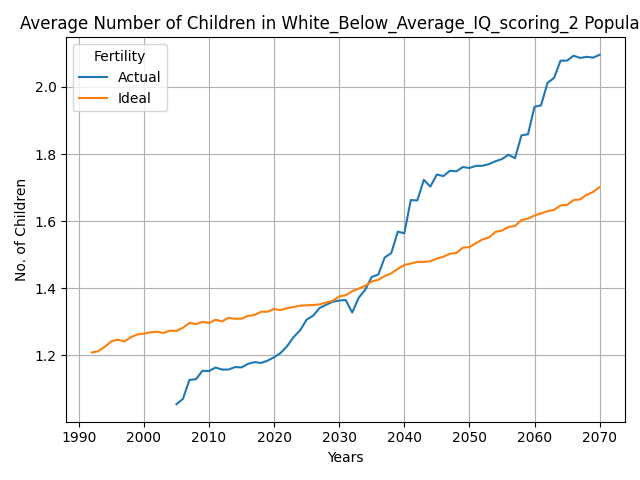 Average Number of Children in White_Below_Average_IQ_scoring_2 Popula
Fertility
Actual
Ideal
2.0
1.8
1.6
1.4
1.2
No. of Children
1990 2000 2010 2020 2030 2040 2050 2060 2070
Years